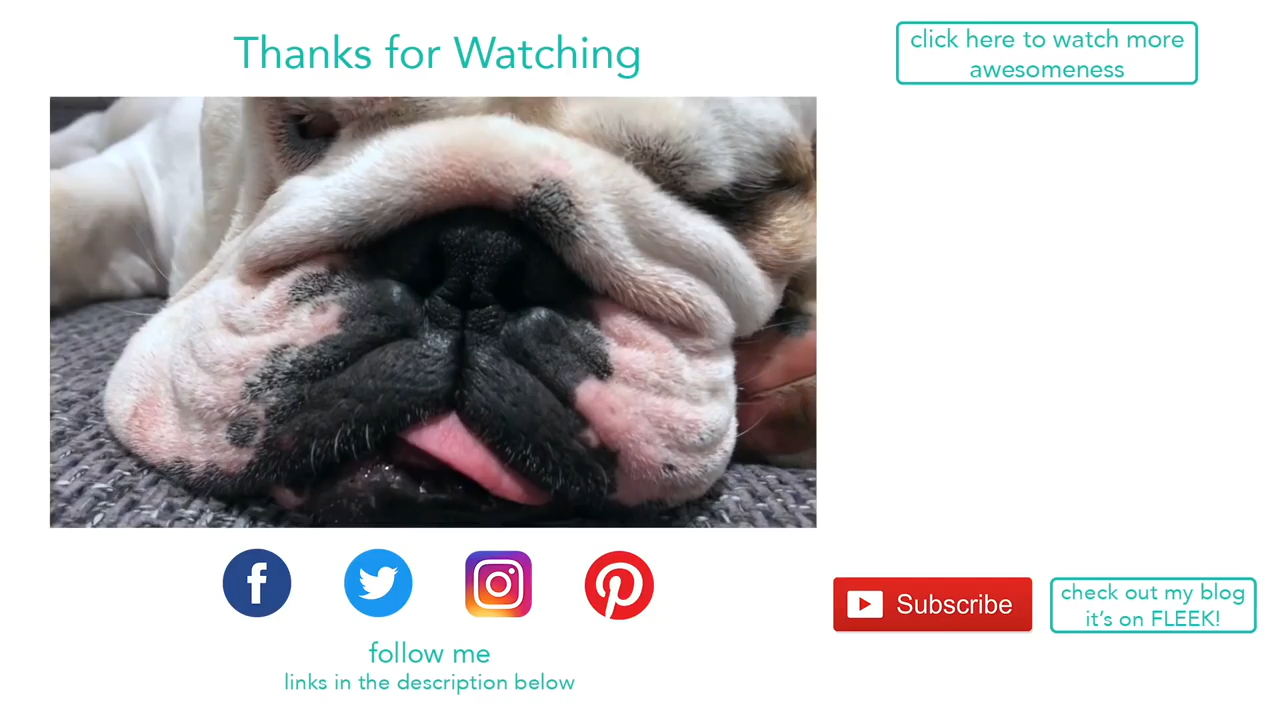 Thanks for Watching
click here to watch more
awesomeness
Subscribe
check out my blog
it's on FLEEK!
follow me
links in the description below